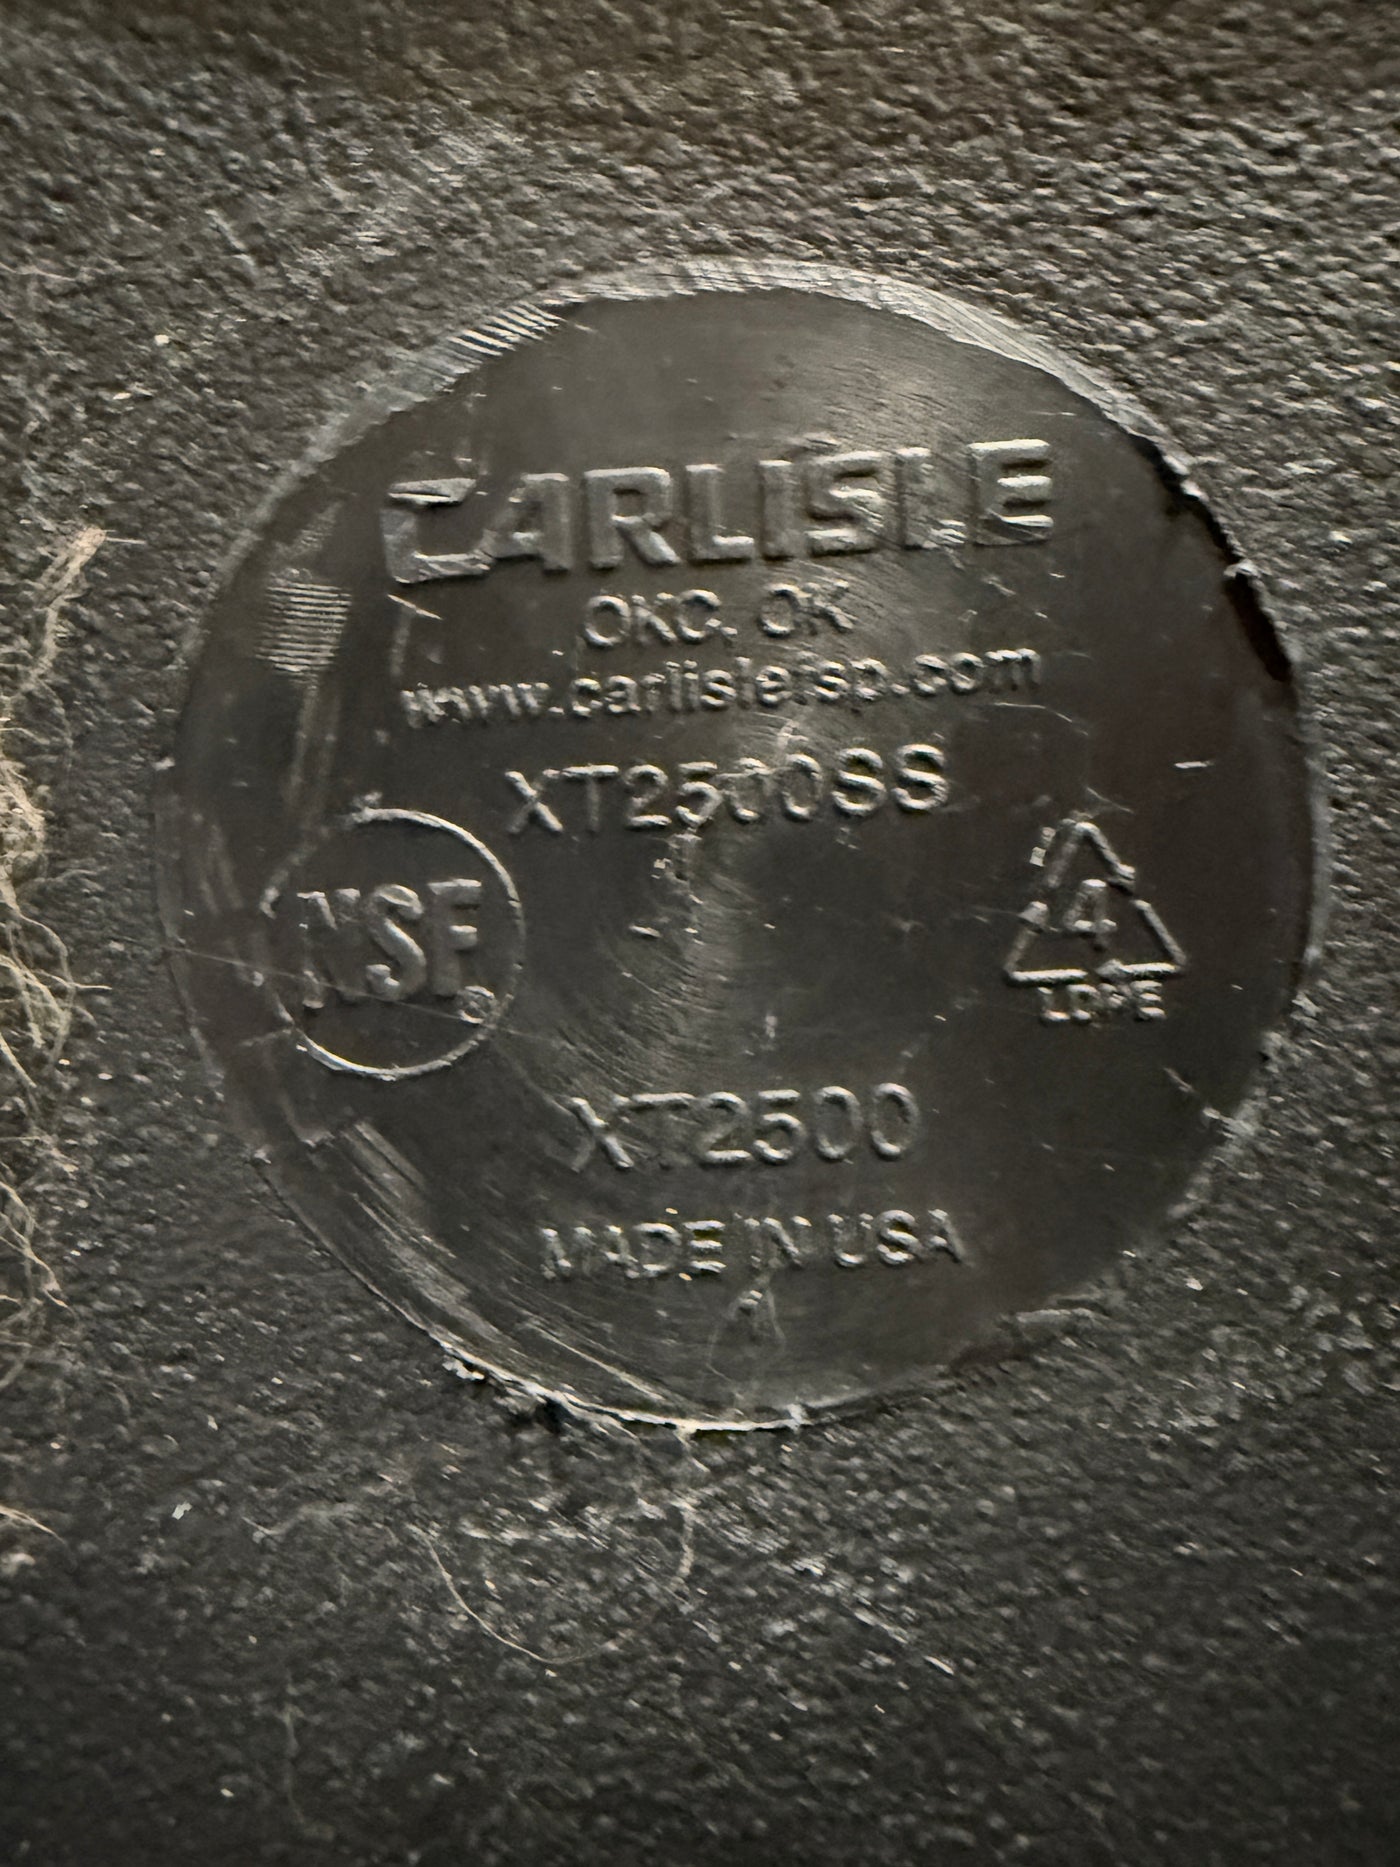 CARLISLE
OKC, OK
www.carlislefsp.com
XT2500SS
NSF®
4
LDPE
XT2500
MADE IN USA